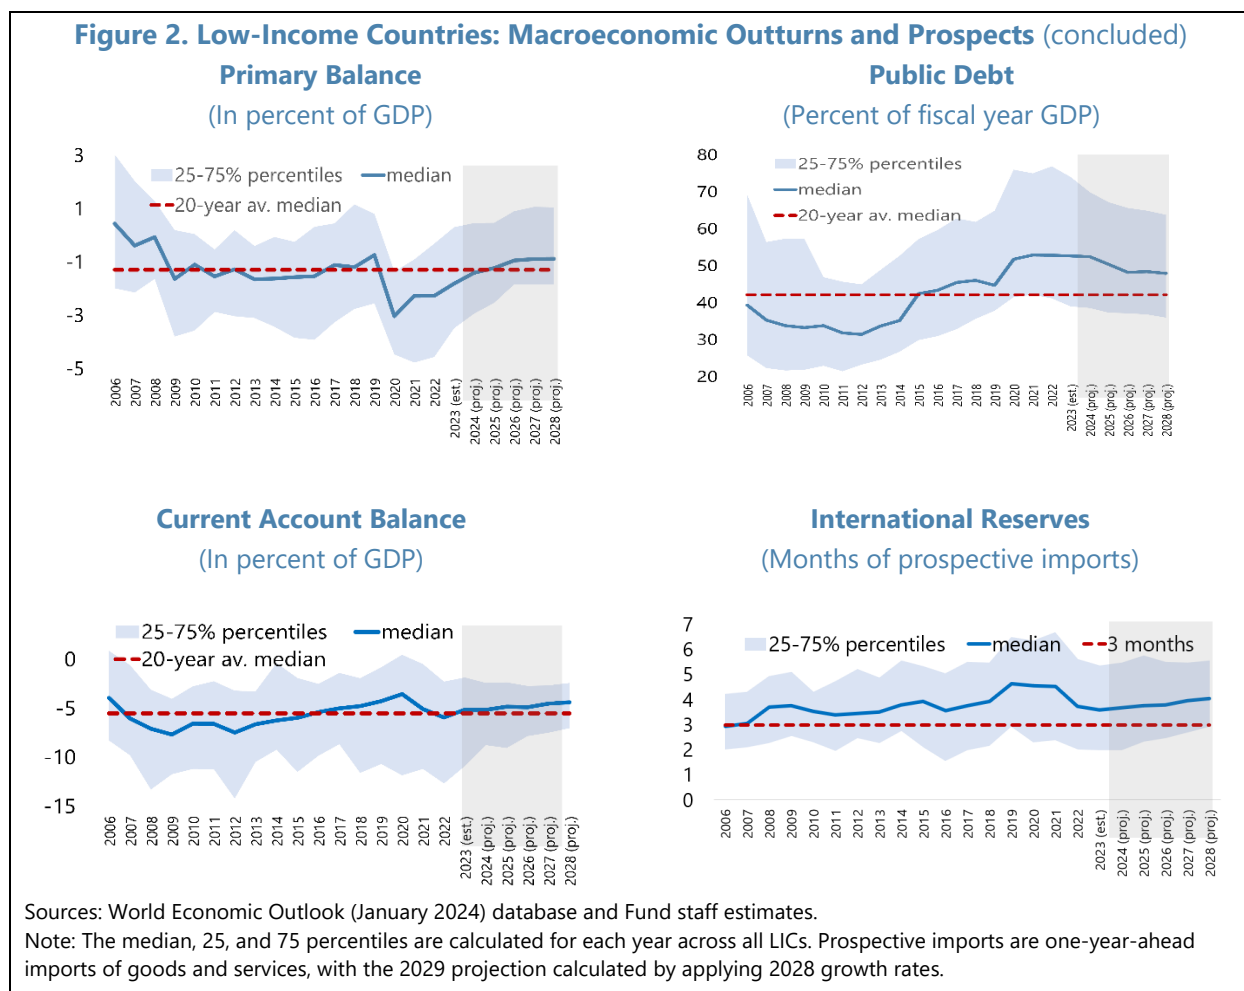 Figure 2. Low-Income Countries: Macroeconomic Outturns and Prospects (concluded)
Primary Balance
(In percent of GDP)
3
1
-1
-3
-5
25-75% percentiles
median
20-year av. median
2006
2007
2008
2009
2010
2011
2012
2013
2014
2015
2016
2017
2018
2019
2020
2021
2022
2023 (est.)
2024 (proj.)
2025 (proj.)
2026 (proj.)
2027 (proj.)
2028 (proj.)
Public Debt
(Percent of fiscal year GDP)
80
70
60
50
40
30
20
25-75% percentiles
median
20-year av. median
2006
2007
2008
2009
2010
2011
2012
2013
2014
2015
2016
2017
2018
2019
2020
2021
2022
2023 (est.)
2024 (proj.)
2025 (proj.)
2026 (proj.)
2027 (proj.)
2028 (proj.)
Current Account Balance
(In percent of GDP)
25-75% percentiles
median
20-year av. median
0
-5
-10
-15
2006
2007
2008
2009
2010
2011
2012
2013
2014
2015
2016
2017
2018
2019
2020
2021
2022
2023 (est.)
2024 (proj.)
2025 (proj.)
2026 (proj.)
2027 (proj.)
2028 (proj.)
International Reserves
(Months of prospective imports)
7
6
5
4
3
2
1
0
25-75% percentiles
median
3 months
2006
2007
2008
2009
2010
2011
2012
2013
2014
2015
2016
2017
2018
2019
2020
2021
2022
2023 (est.)
2024 (proj.)
2025 (proj.)
2026 (proj.)
2027 (proj.)
2028 (proj.)
Sources: World Economic Outlook (January 2024) database and Fund staff estimates.
Note: The median, 25, and 75 percentiles are calculated for each year across all LICs. Prospective imports are one-year-ahead
imports of goods and services, with the 2029 projection calculated by applying 2028 growth rates.